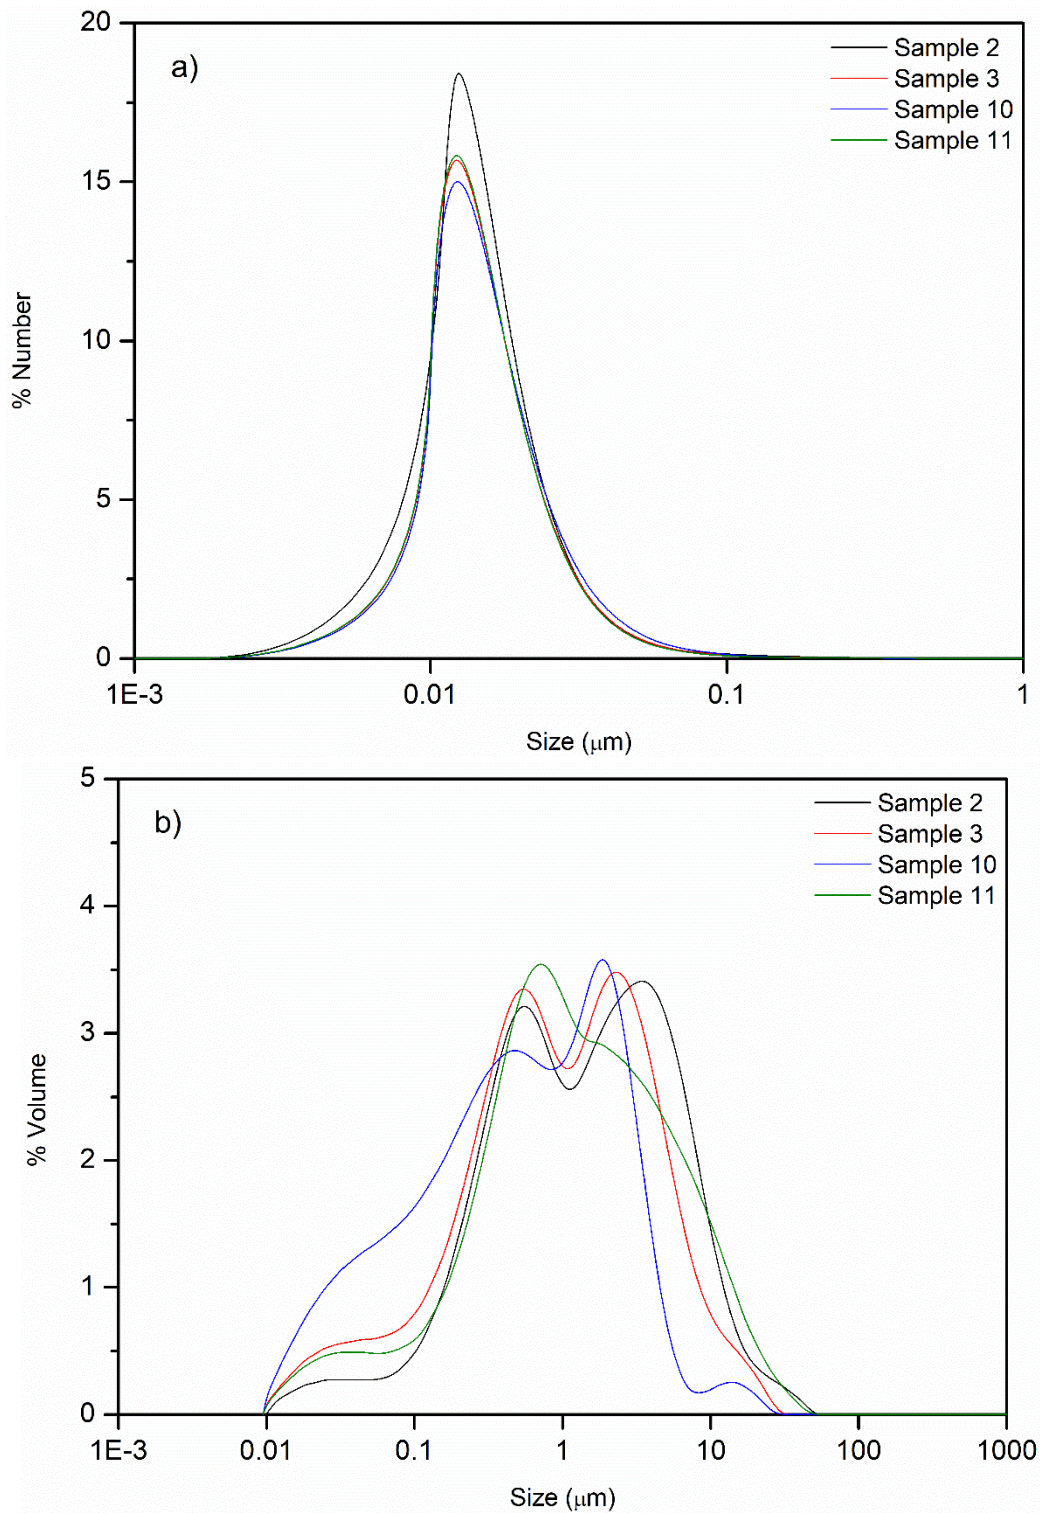 a)
Sample 2
Sample 3
Sample 10
Sample 11
20
15
10
5
0
% Number
1E-3
0.01
0.1
1
Size (μm)
b)
Sample 2
Sample 3
Sample 10
Sample 11
5
4
3
2
1
0
% Volume
1E-3
0.01
0.1
1
10
100
1000
Size (μm)